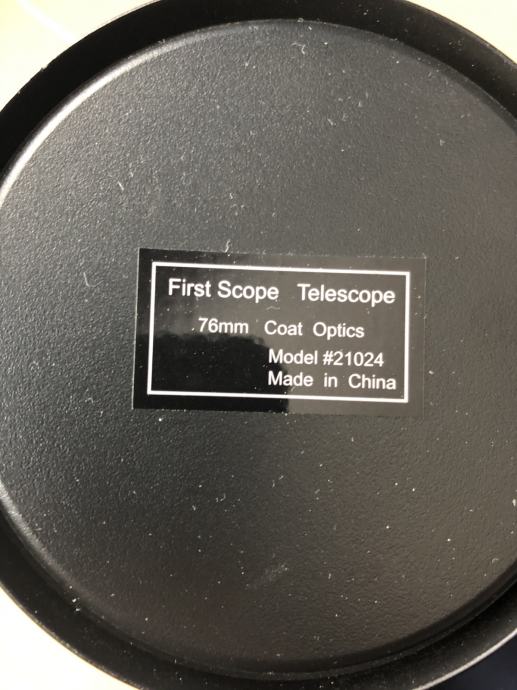 First Scope Telescope
76mm Coat Optics
Model #21024
Made in China